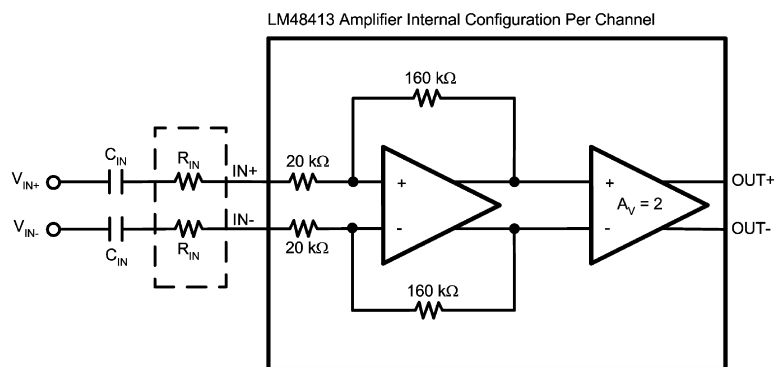 LM48413 Amplifier Internal Configuration Per Channel
160 kΩ
C_IN
R_IN
IN+
20 kΩ
V_IN+
+
+
OUT+
A_V = 2
V_IN-
IN-
-
-
OUT-
C_IN
R_IN
20 kΩ
160 kΩ